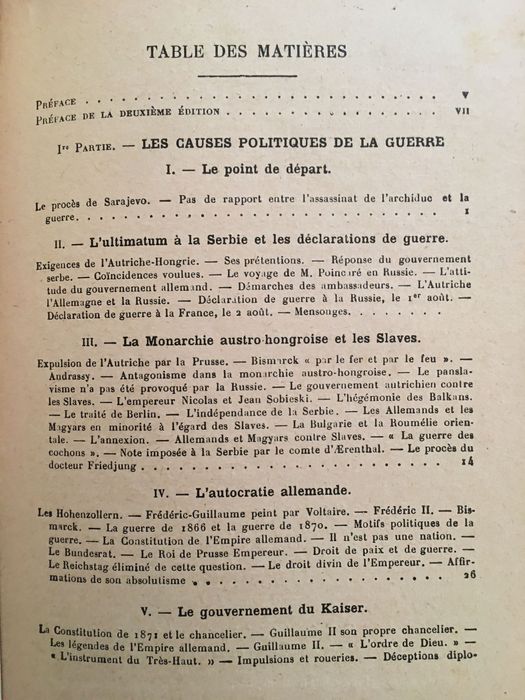 TABLE DES MATIÈRES
PRÉFACE . . . . . . . . . . . . . . . . . . . . . . . . . . . . V
PRÉFACE DE LA DEUXIÈME ÉDITION . . . . . . . . . . . . . . . . VII
Ire PARTIE. — LES CAUSES POLITIQUES DE LA GUERRE
I. — Le point de départ.
Le procès de Sarajevo. — Pas de rapport entre l'assassinat de l'archiduc et la
guerre. . . . . . . . . . . . . . . . . . . . . . . . . . . . 1
II. — L'ultimatum à la Serbie et les déclarations de guerre.
Exigences de l'Autriche-Hongrie. — Ses prétentions. — Réponse du gouvernement
serbe. — Coïncidences voulues. — Le voyage de M. Poincaré en Russie. — L'atti-
tude du gouvernement allemand. — Démarches des ambassadeurs. — L'Autriche
l'Allemagne et la Russie. — Déclaration de guerre à la Russie, le 1er août. —
Déclaration de guerre à la France, le 2 août. — Mensonges. . . . . . . .
III. — La Monarchie austro-hongroise et les Slaves.
Expulsion de l'Autriche par la Prusse. — Bismarck « par le fer et par le feu ». —
Andrassy. — Antagonisme dans la monarchie austro-hongroise. — Le pansla-
visme n'a pas été provoqué par la Russie. — Le gouvernement autrichien contre
les Slaves. — L'empereur Nicolas et Jean Sobieski. — L'hégémonie des Balkans.
— Le traité de Berlin. — L'indépendance de la Serbie. — Les Allemands et les
Magyars en minorité à l'égard des Slaves. — La Bulgarie et la Roumélie orien-
tale. — L'annexion. — Allemands et Magyars contre Slaves. — « La guerre des
cochons ». — Note imposée à la Serbie par le comte d'Ærenthal. — Le procès du
docteur Friedjung . . . . . . . . . . . . . . . . . . . . . . 14
IV. — L'autocratie allemande.
Les Hohenzollern. — Frédéric-Guillaume peint par Voltaire. — Frédéric II. — Bis-
marck. — La guerre de 1866 et la guerre de 1870. — Motifs politiques de la
guerre. — La Constitution de l'Empire allemand. — Il n'est pas une nation. —
Le Bundesrat. — Le Roi de Prusse Empereur. — Droit de paix et de guerre. —
Le Reichstag éliminé de cette question. — Le droit divin de l'Empereur. — Affir-
mations de son absolutisme . . . . . . . . . . . . . . . . . . 26
V. — Le gouvernement du Kaiser.
La Constitution de 1871 et le chancelier. — Guillaume II son propre chancelier. —
Les légendes de l'Empire allemand. — Guillaume II. — « L'ordre de Dieu. » —
« L'instrument du Très-Haut. » — Impulsions et roueries. — Déceptions diplo-